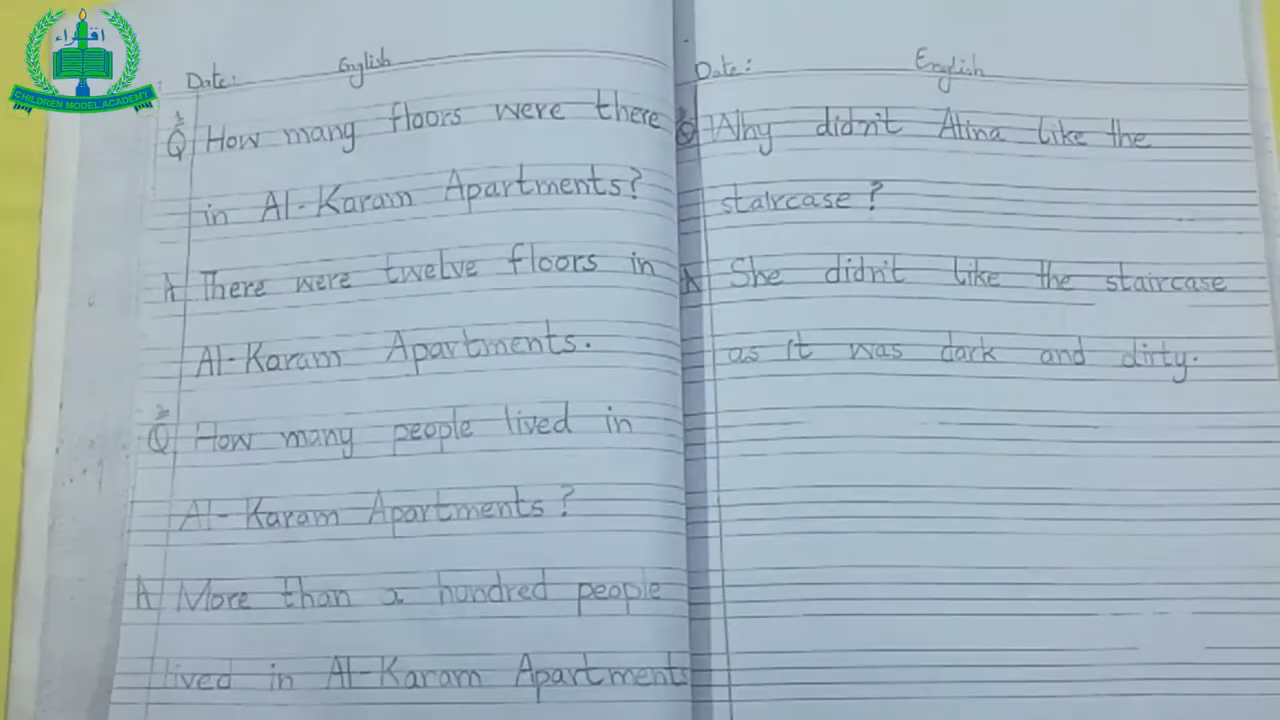 اقراء
CHILDREN MODEL ACADEMY
Date: English
1
Q How many floors were there
in Al-Karam Apartments?
A There were twelve floors in
Al-Karam Apartments.
2
Q How many people lived in
Al-Karam Apartments?
A More than a hundred people
lived in Al-Karam Apartments
Date: English
Q Why didn't Atina like the
staircase?
A She didn't like the staircase
as it was dark and dirty.